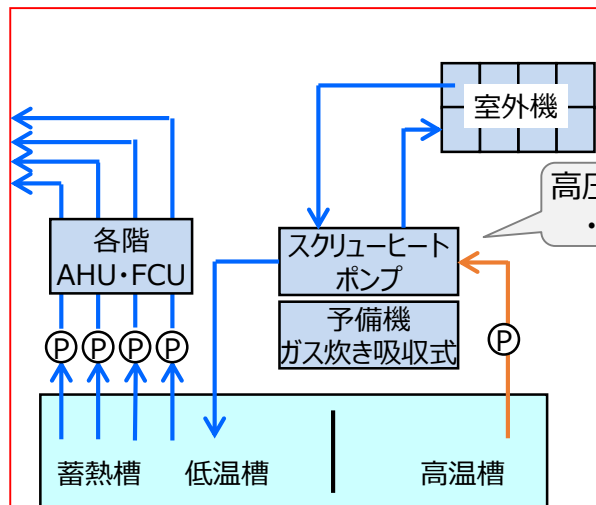 室外機
高圧
・
各階
AHU・FCU
スクリューヒート
ポンプ
予備機
ガス炊き吸収式
P P P P
P
蓄熱槽 低温槽 高温槽